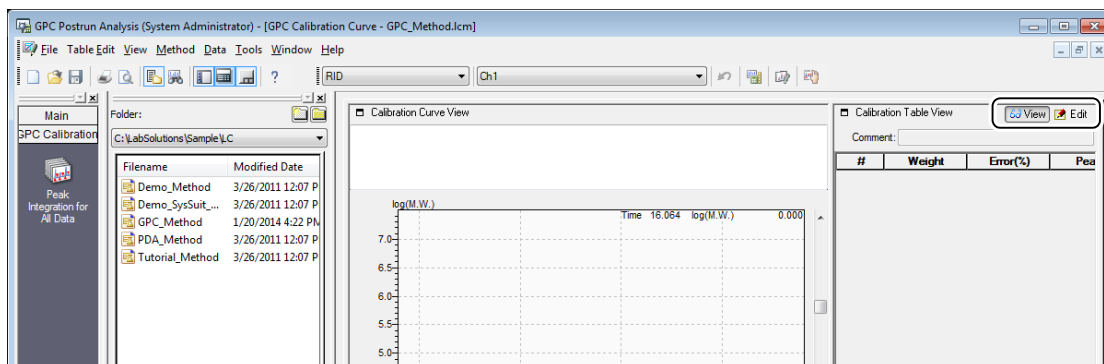 GPC Postrun Analysis (System Administrator) - [GPC Calibration Curve - GPC_Method.lcm]
File Table Edit View Method Data Tools Window Help
RID Ch1
Main
GPC Calibration
Peak
Integration for
All Data
Folder:
C:\LabSolutions\Sample\LC
Filename Modified Date
Demo_Method 3/26/2011 12:07 P
Demo_SysSuit_... 3/26/2011 12:07 P
GPC_Method 1/20/2014 4:22 PM
PDA_Method 3/26/2011 12:07 P
Tutorial_Method 3/26/2011 12:07 P
Calibration Curve View
log(M.W.)
Time 16.064 log(M.W.) 0.000
7.0
6.5
6.0
5.5
5.0
Calibration Table View View Edit
Comment:
# Weight Error(%) Pea